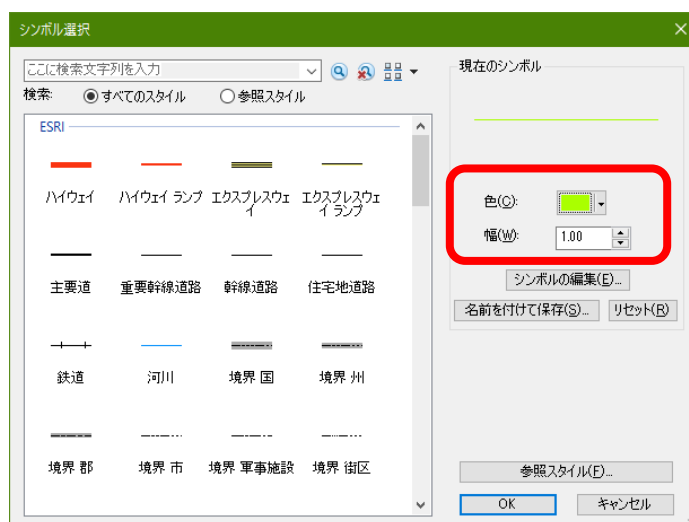 シンボル選択
ここに検索文字列を入力
検索: すべてのスタイル 参照スタイル
ESRI
ハイウェイ ハイウェイ ランプ エクスプレスウェイ エクスプレスウェイ ランプ
主要道 重要幹線道路 幹線道路 住宅地道路
鉄道 河川 境界 国 境界 州
境界 郡 境界 市 境界 軍事施設 境界 街区
現在のシンボル
色(C):
幅(W): 1.00
シンボルの編集(E)...
名前を付けて保存(S)... リセット(R)
参照スタイル(F)...
OK キャンセル